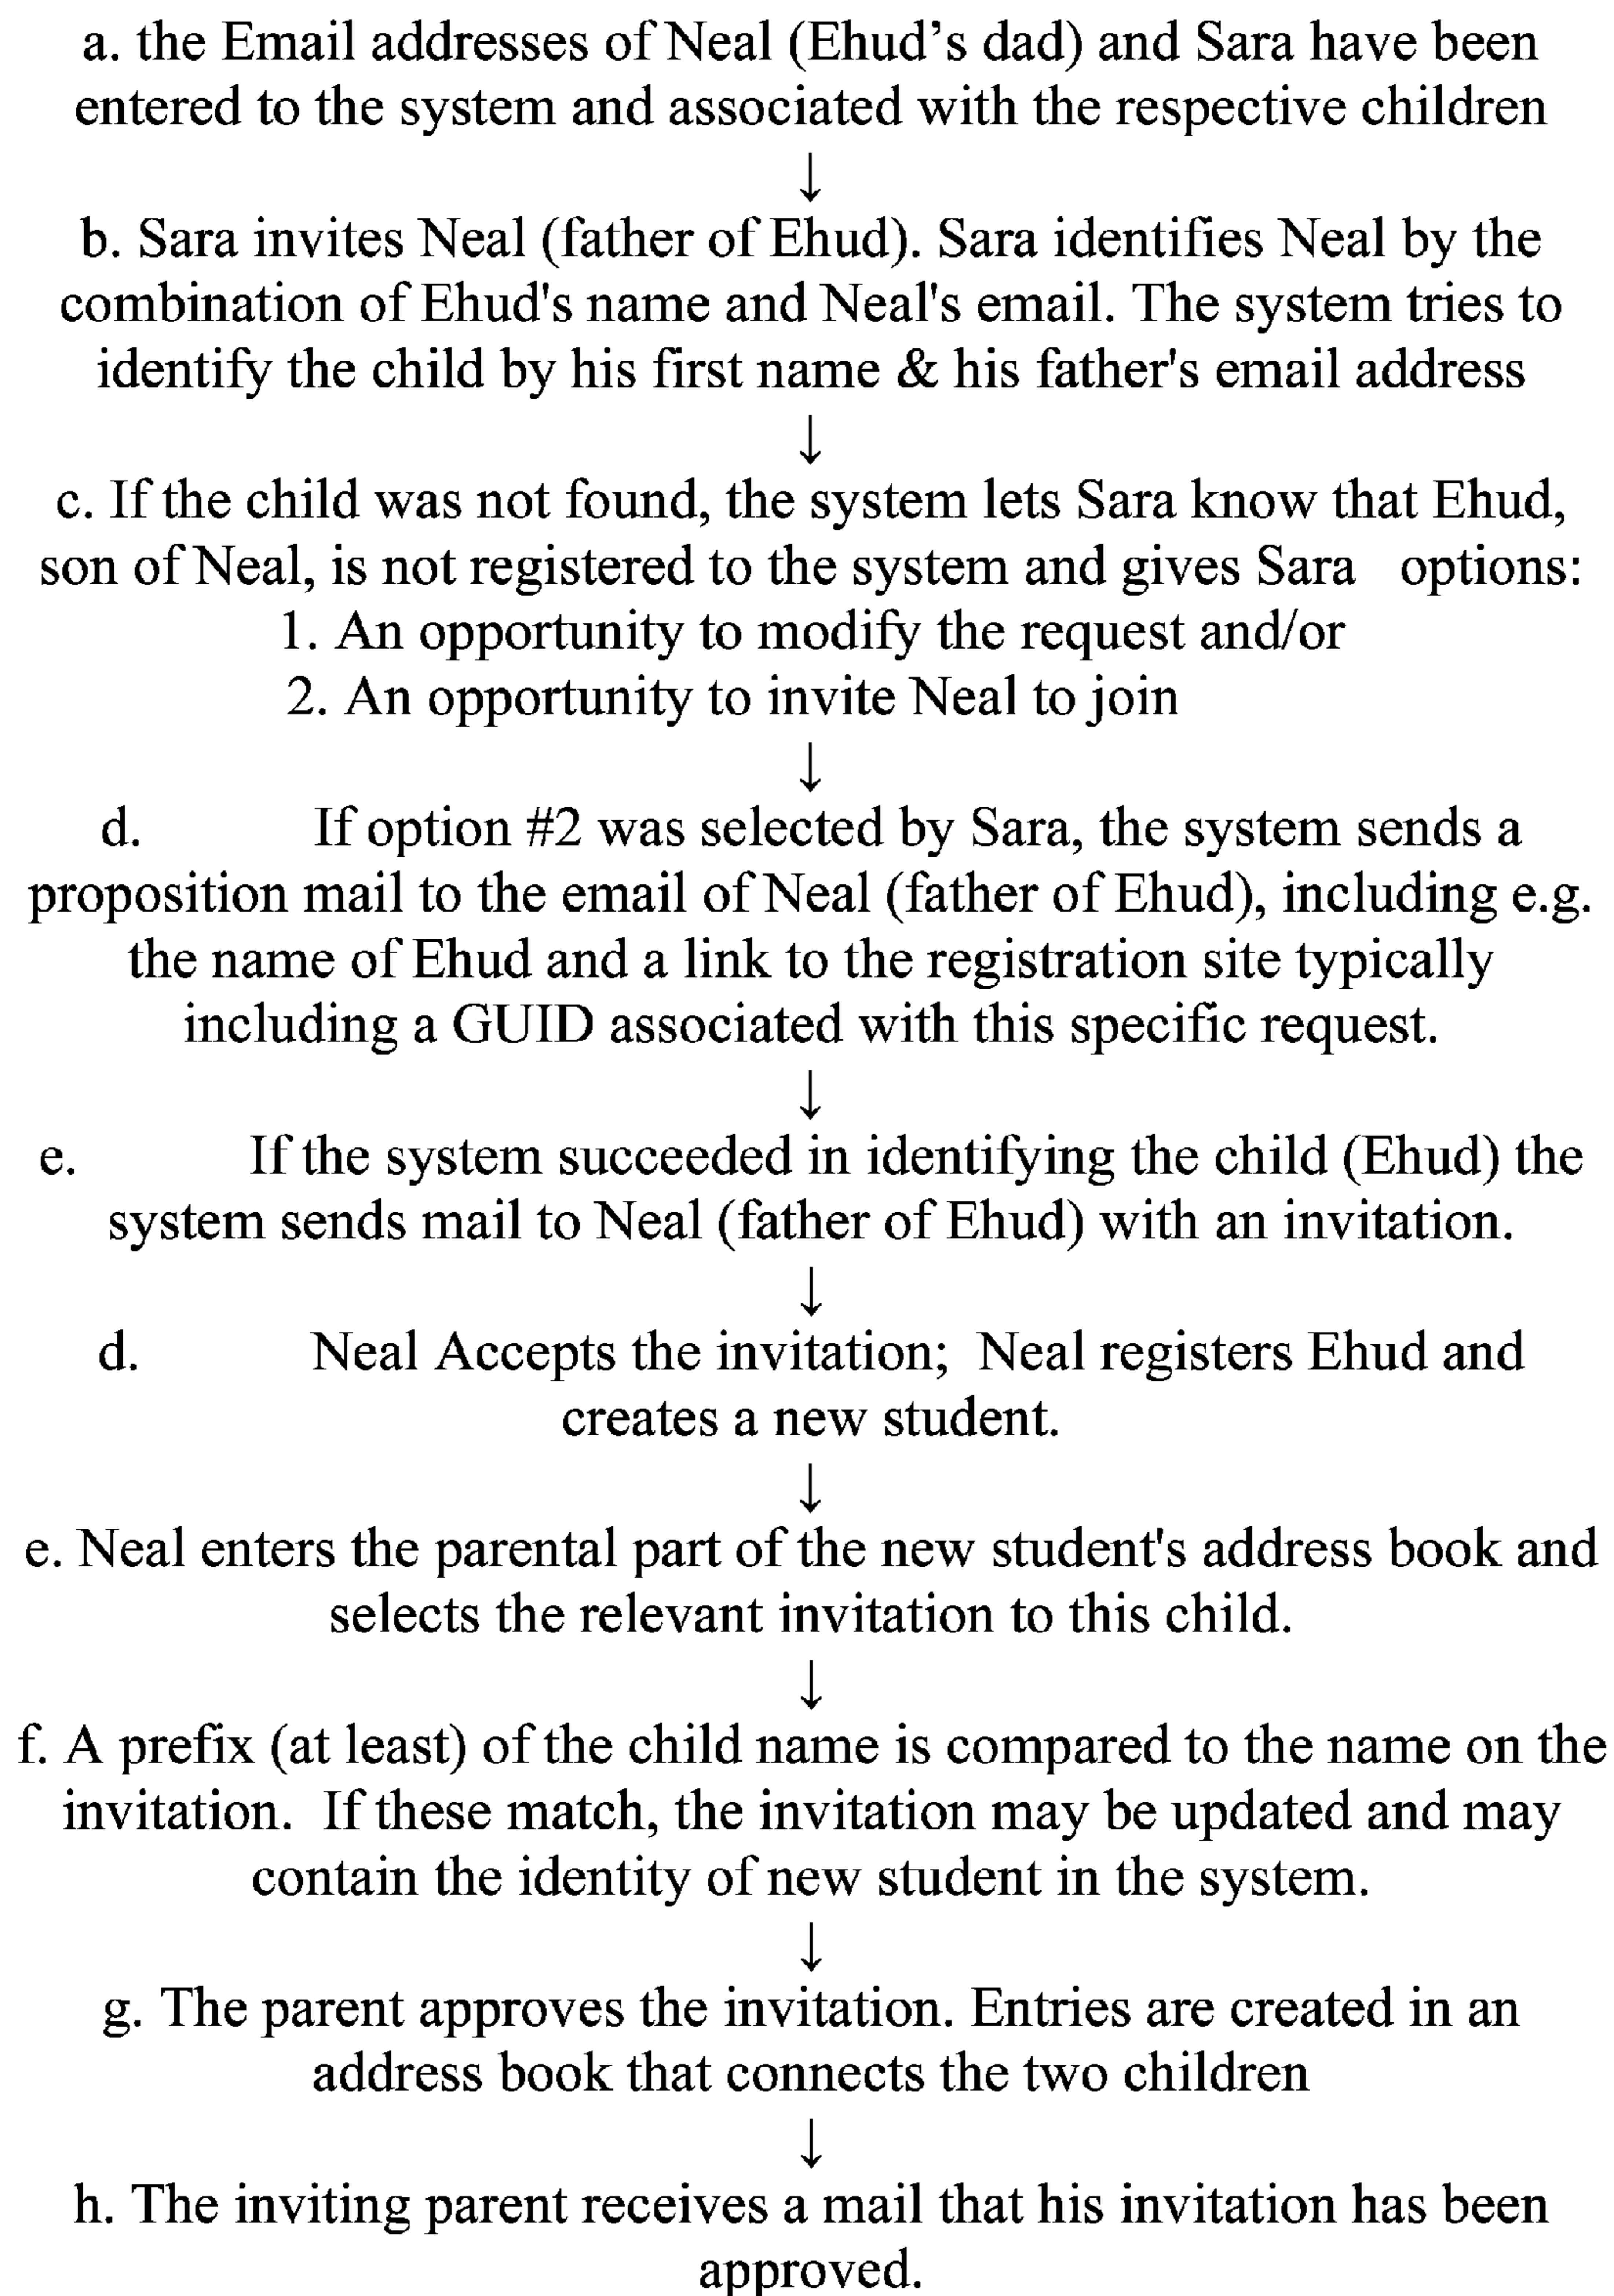 a. the Email addresses of Neal (Ehud’s dad) and Sara have been
entered to the system and associated with the respective children
↓
b. Sara invites Neal (father of Ehud). Sara identifies Neal by the
combination of Ehud's name and Neal's email. The system tries to
identify the child by his first name & his father's email address
↓
c. If the child was not found, the system lets Sara know that Ehud,
son of Neal, is not registered to the system and gives Sara options:
1. An opportunity to modify the request and/or
2. An opportunity to invite Neal to join
↓
d. If option #2 was selected by Sara, the system sends a
proposition mail to the email of Neal (father of Ehud), including e.g.
the name of Ehud and a link to the registration site typically
including a GUID associated with this specific request.
↓
e. If the system succeeded in identifying the child (Ehud) the
system sends mail to Neal (father of Ehud) with an invitation.
↓
d. Neal Accepts the invitation; Neal registers Ehud and
creates a new student.
↓
e. Neal enters the parental part of the new student's address book and
selects the relevant invitation to this child.
↓
f. A prefix (at least) of the child name is compared to the name on the
invitation. If these match, the invitation may be updated and may
contain the identity of new student in the system.
↓
g. The parent approves the invitation. Entries are created in an
address book that connects the two children
↓
h. The inviting parent receives a mail that his invitation has been
approved.